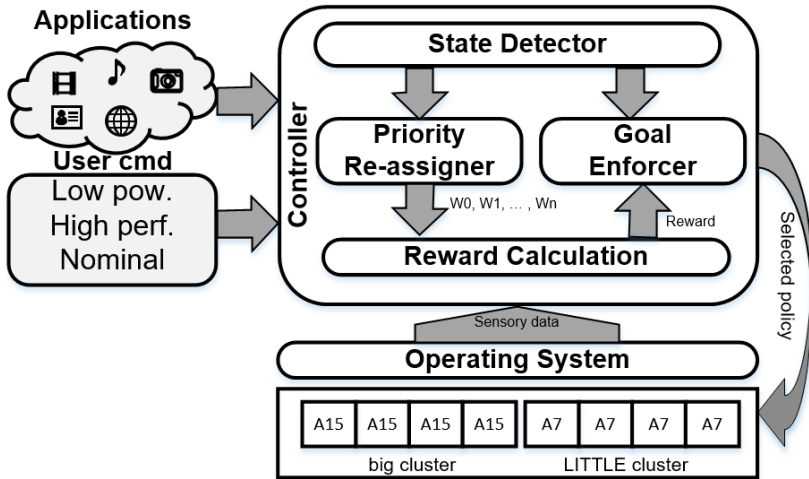 Applications
User cmd
Low pow.
High perf.
Nominal
Controller
State Detector
Priority
Re-assigner
Goal
Enforcer
W0, W1, ... , Wn
Reward
Reward Calculation
Selected policy
Sensory data
Operating System
A15 A15 A15 A15 A7 A7 A7 A7
big cluster LITTLE cluster